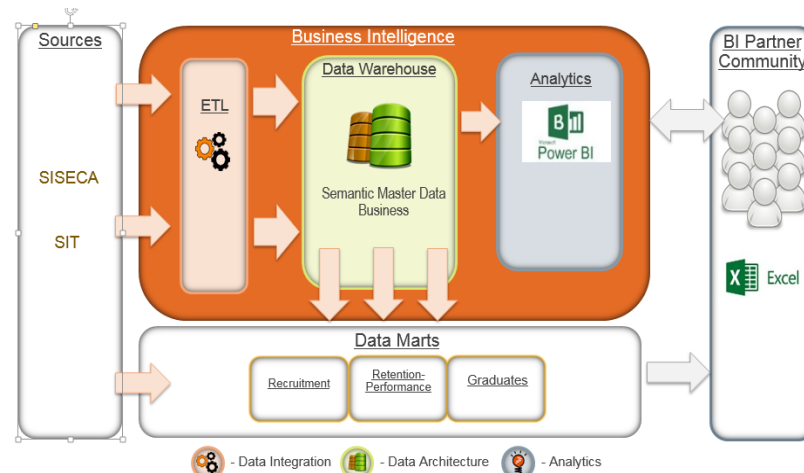 Sources
SISECA
SIT
Business Intelligence
ETL
Data Warehouse
Semantic Master Data
Business
Analytics
B
Microsoft
Power BI
BI Partner
Community
X
Excel
Data Marts
Recruitment
Retention-
Performance
Graduates
- Data Integration
- Data Architecture
- Analytics